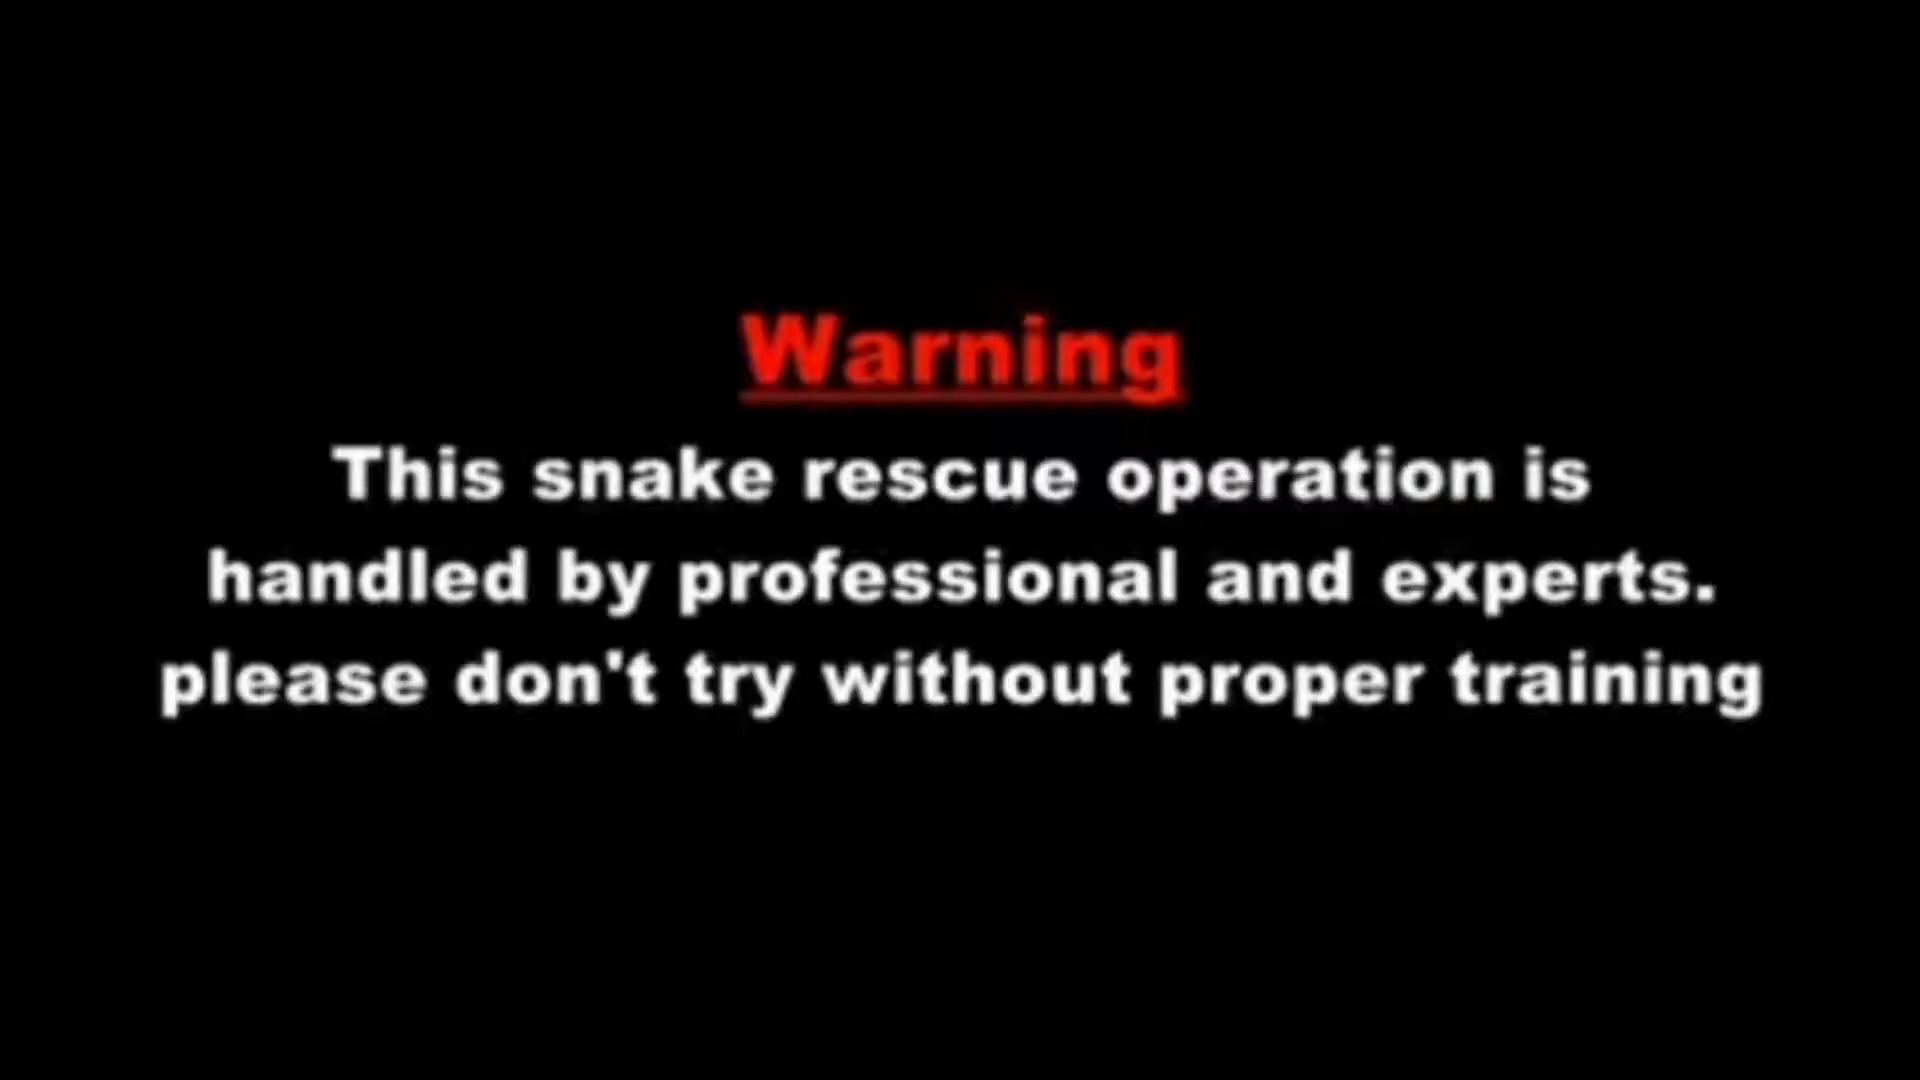 Warning
This snake rescue operation is
handled by professional and experts.
please don't try without proper training